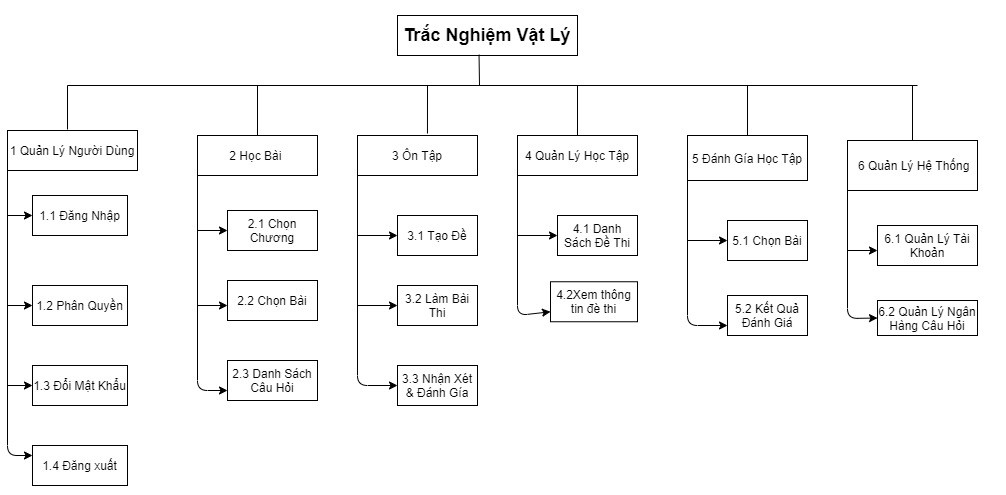 Trắc Nghiệm Vật Lý
1 Quản Lý Người Dùng
1.1 Đăng Nhập
1.2 Phân Quyền
1.3 Đổi Mật Khẩu
1.4 Đăng xuất
2 Học Bài
2.1 Chọn
Chương
2.2 Chọn Bài
2.3 Danh Sách
Câu Hỏi
3 Ôn Tập
3.1 Tạo Đề
3.2 Làm Bài
Thi
3.3 Nhận Xét
& Đánh Gía
4 Quản Lý Học Tập
4.1 Danh
Sách Đề Thi
4.2Xem thông
tin đè thi
5 Đánh Gía Học Tập
5.1 Chọn Bài
5.2 Kết Quả
Đánh Giá
6 Quản Lý Hệ Thống
6.1 Quản Lý Tài
Khoản
6.2 Quản Lý Ngân
Hàng Câu Hỏi